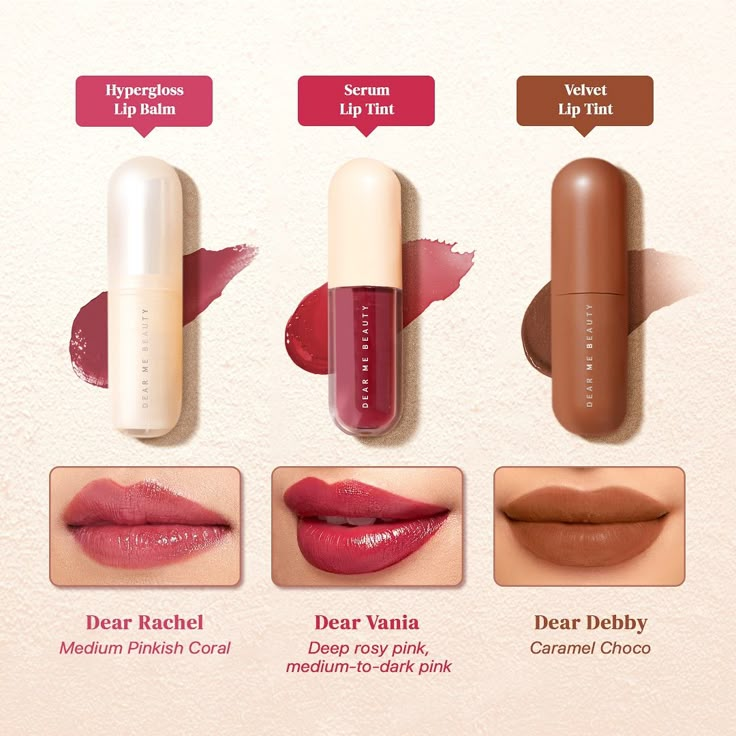 Hypergloss
Lip Balm
Serum
Lip Tint
Velvet
Lip Tint
DEAR ME BEAUTY
DEAR ME BEAUTY
DEAR ME BEAUTY
Dear Rachel
Medium Pinkish Coral
Dear Vania
Deep rosy pink,
medium-to-dark pink
Dear Debby
Caramel Choco